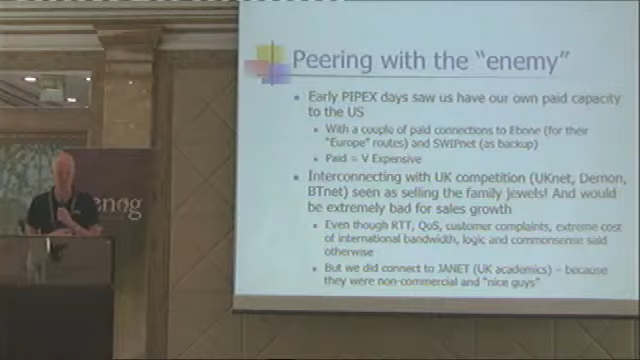 Peering with the "enemy"
Early PIPEX days saw us have our own paid capacity
to the US
With a couple of paid connections to Ebone (for their
"Europe" routes) and SWIPnet (as backup)
Paid = V Expensive
Interconnecting with UK competition (UKnet, Demon,
BTnet) seen as selling the family jewels! And would
be extremely bad for sales growth
Even though RTT, QoS, customer complaints, extreme cost
of international bandwidth, logic and commonsense said
otherwise
But we did connect to JANET (UK academics) – because
they were non-commercial and "nice guys"
enog